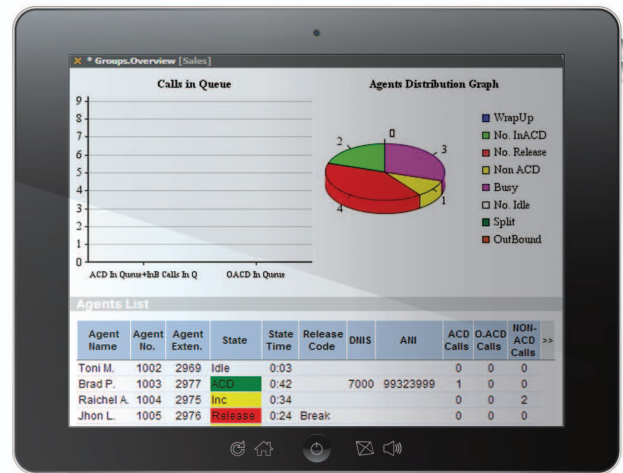 × * Groups.Overview [Sales]
Calls in Queue
9
8
7
6
5
4
3
2
1
0
ACD In Queue+InB Calls In Q
OACD In Queue
Agents Distribution Graph
0
2
3
4
1
WrapUp
No. InACD
No. Release
Non ACD
Busy
No. Idle
Split
OutBound
Agents List
Agent Name Agent No. Agent Exten. State State Time Release Code DNIS ANI ACD Calls O.ACD Calls NON-ACD Calls >>
Toni M. 1002 2969 Idle 0:03 0 0 0
Brad P. 1003 2977 ACD 0:42 7000 99323999 1 0 0
Raichel A. 1004 2975 Inc 0:34 0 0 2
Jhon L. 1005 2976 Release 0:24 Break 0 0 0